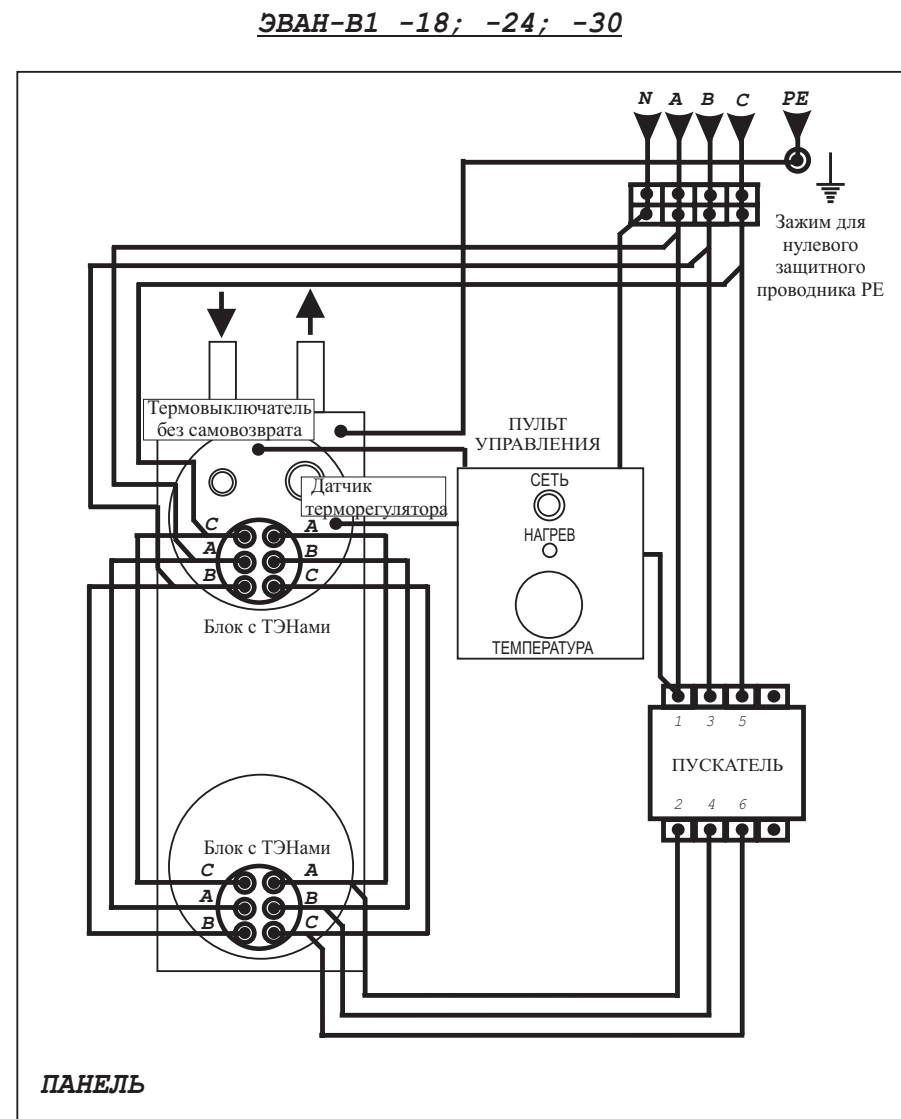 ЭВАН-В1 -18; -24; -30
N A B C PE
Зажим для
нулевого
защитного
проводника РЕ
Термовыключатель
без самовозврата
ПУЛЬТ
УПРАВЛЕНИЯ
СЕТЬ
Датчик
терморегулятора
НАГРЕВ
C A
A B
B C
Блок с ТЭНами
ТЕМПЕРАТУРА
1 3 5
ПУСКАТЕЛЬ
2 4 6
Блок с ТЭНами
C A
A B
B C
ПАНЕЛЬ